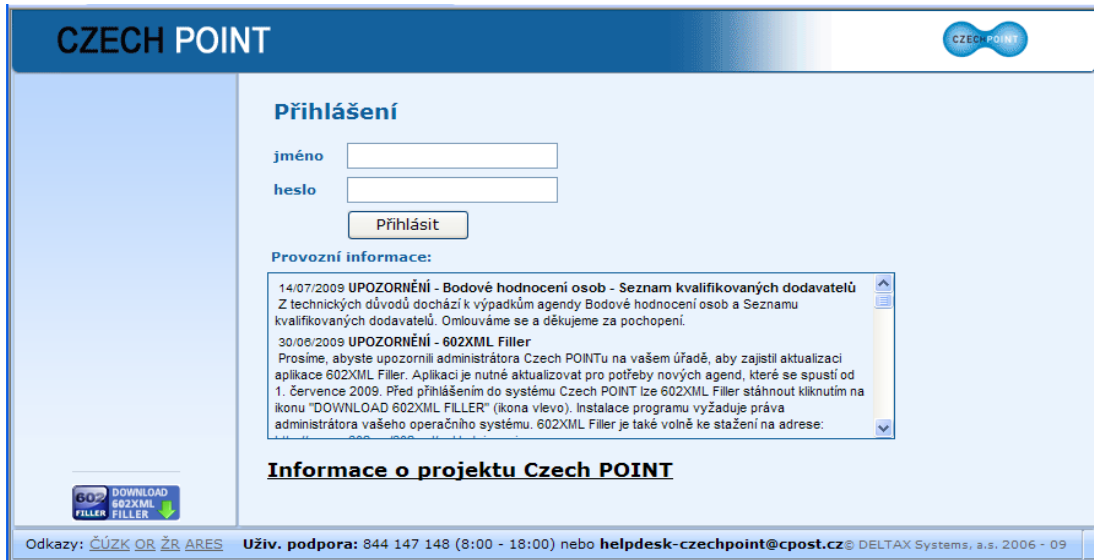 CZECH POINT
CZECHPOINT
Přihlášení
jméno
heslo
Přihlásit
Provozní informace:
14/07/2009 UPOZORNĚNÍ - Bodové hodnocení osob - Seznam kvalifikovaných dodavatelů
Z technických důvodů dochází k výpadkům agendy Bodové hodnocení osob a Seznamu
kvalifikovaných dodavatelů. Omlouváme se a děkujeme za pochopení.
30/06/2009 UPOZORNĚNÍ - 602XML Filler
Prosíme, abyste upozornili administrátora Czech POINTu na vašem úřadě, aby zajistil aktualizaci
aplikace 602XML Filler. Aplikaci je nutné aktualizovat pro potřeby nových agend, které se spustí od
1. července 2009. Před přihlášením do systému Czech POINT lze 602XML Filler stáhnout kliknutím na
ikonu "DOWNLOAD 602XML FILLER" (ikona vlevo). Instalace programu vyžaduje práva
administrátora vašeho operačního systému. 602XML Filler je také volně ke stažení na adrese:
Informace o projektu Czech POINT
602 FILLER
DOWNLOAD
602XML
FILLER
Odkazy: ČÚZK OR ŽR ARES Uživ. podpora: 844 147 148 (8:00 - 18:00) nebo helpdesk-czechpoint@cpost.cz © DELTAX Systems, a.s. 2006 - 09